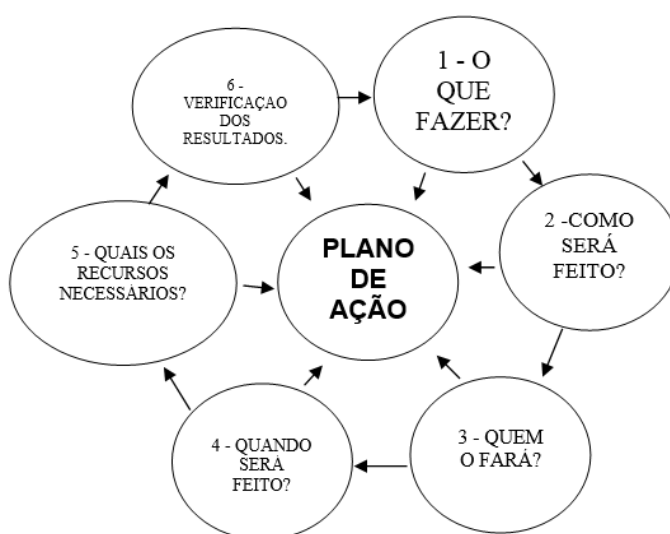 1 - O
QUE
FAZER?
2 -COMO
SERÁ
FEITO?
3 - QUEM
O FARÁ?
4 - QUANDO
SERÁ
FEITO?
5 - QUAIS OS
RECURSOS
NECESSÁRIOS?
6 -
VERIFICAÇAO
DOS
RESULTADOS.
PLANO
DE
AÇÃO